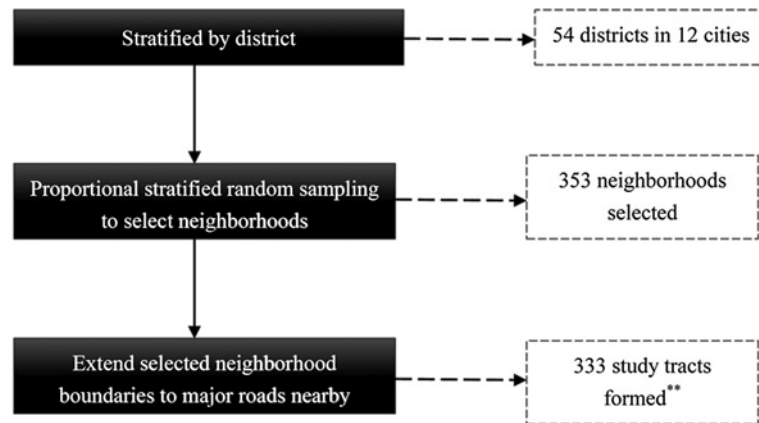 Stratified by district
54 districts in 12 cities
Proportional stratified random sampling
to select neighborhoods
353 neighborhoods
selected
Extend selected neighborhood
boundaries to major roads nearby
333 study tracts
formed**